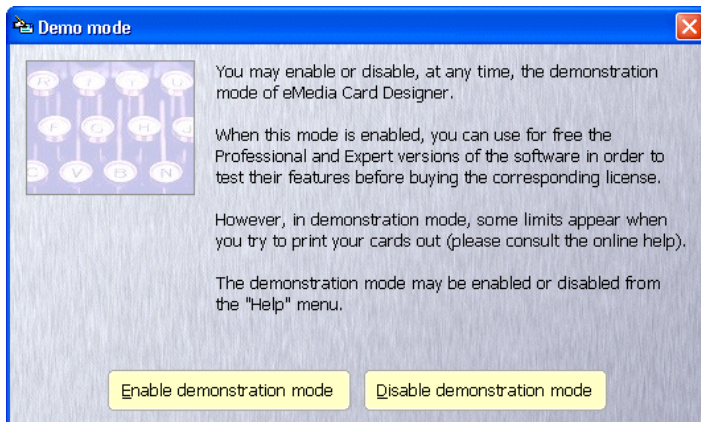 Demo mode
You may enable or disable, at any time, the demonstration
mode of eMedia Card Designer.
When this mode is enabled, you can use for free the
Professional and Expert versions of the software in order to
test their features before buying the corresponding license.
However, in demonstration mode, some limits appear when
you try to print your cards out (please consult the online help).
The demonstration mode may be enabled or disabled from
the "Help" menu.
R T Y U
F G H J
C V B N
Enable demonstration mode
Disable demonstration mode